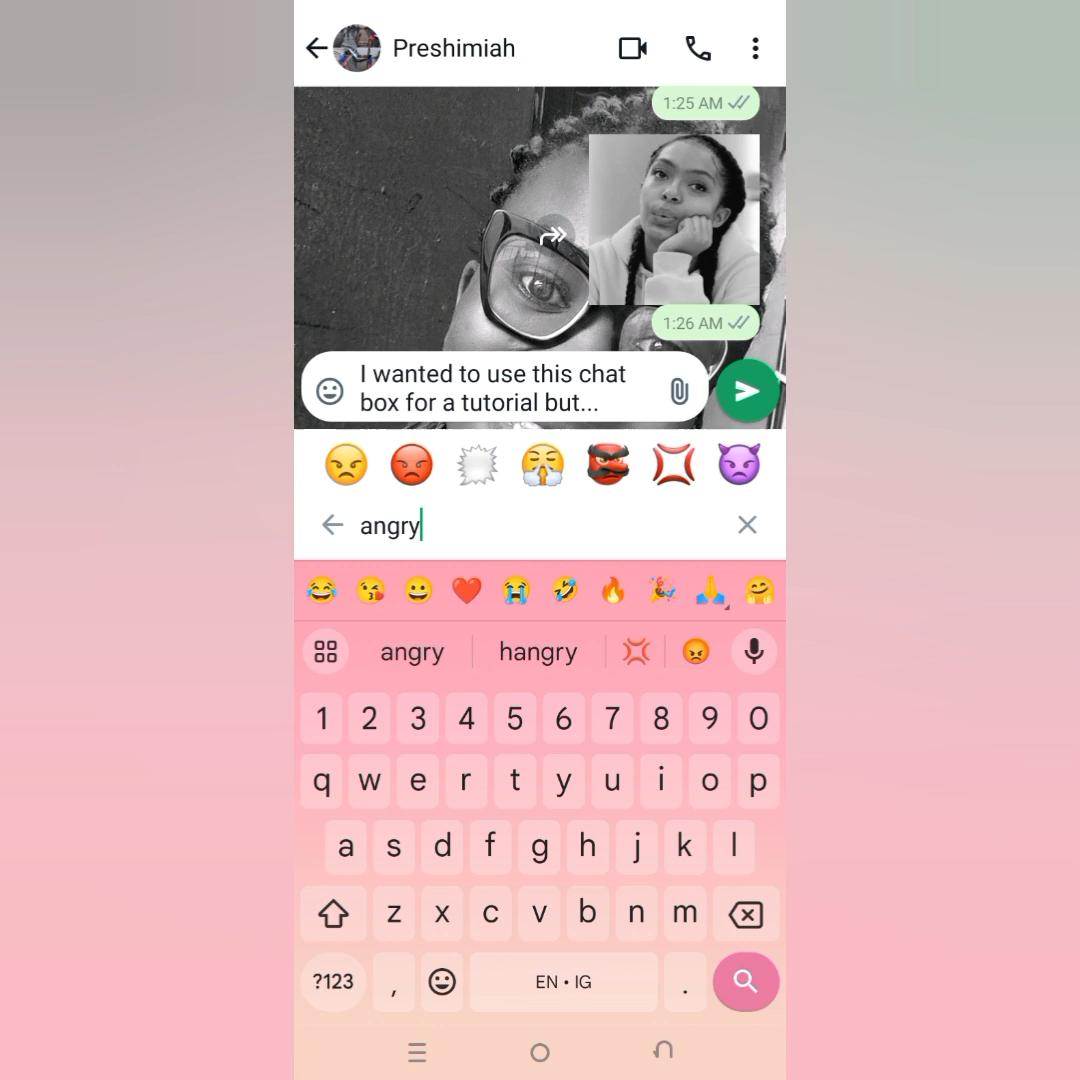 Preshimiah
1:25 AM
1:26 AM
I wanted to use this chat
box for a tutorial but...
angry
angry hangry
1 2 3 4 5 6 7 8 9 0
q w e r t y u i o p
a s d f g h j k l
z x c v b n m
?123 , EN • IG .